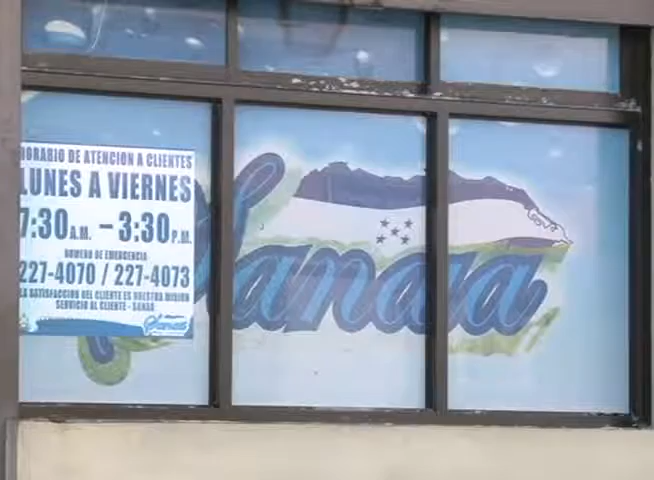 HORARIO DE ATENCION A CLIENTES
LUNES A VIERNES
7:30 A.M. – 3:30 P.M.
NUMERO DE EMERGENCIA
227-4070 / 227-4073
LA SATISFACCION DEL CLIENTE ES NUESTRA MISION
SERVICIO AL CLIENTE - SANAA
Sanaa
Sanaa